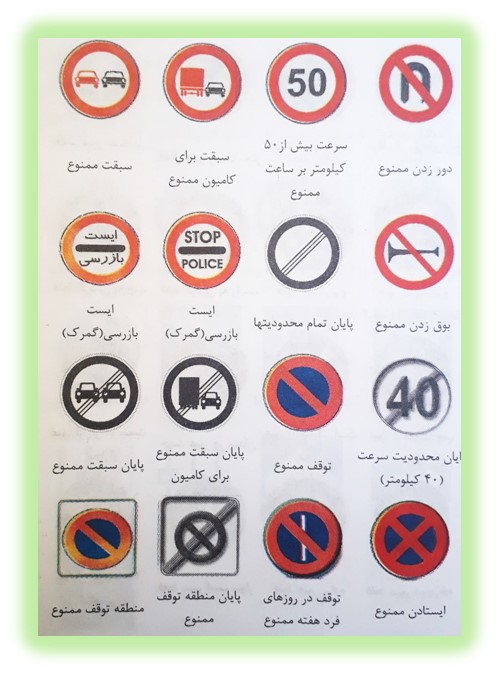 50
دور زدن ممنوع
سرعت بیش از ۵۰
کیلومتر بر ساعت
ممنوع
سبقت برای
کامیون ممنوع
سبقت ممنوع
STOP
POLICE
ایست
بازرسی
بوق زدن ممنوع
پایان تمام محدودیتها
ایست
بازرسی(گمرک)
ایست
بازرسی(گمرک)
40
پایان محدودیت سرعت
(۴۰ کیلومتر)
توقف ممنوع
پایان سبقت ممنوع
برای کامیون
پایان سبقت ممنوع
ایستادن ممنوع
توقف در روزهای
فرد هفته ممنوع
پایان منطقه توقف
ممنوع
منطقه توقف ممنوع